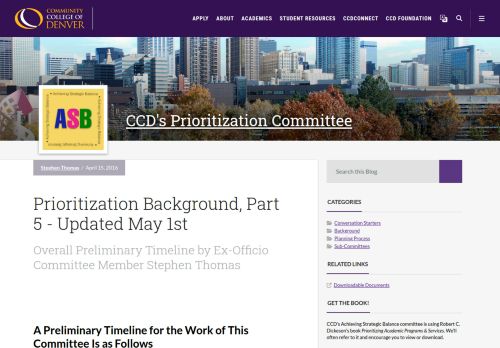 COMMUNITY
COLLEGE OF
DENVER
APPLY ABOUT ACADEMICS STUDENT RESOURCES CCDCONNECT CCD FOUNDATION
Achieving Strategic Balance
ASB
CCD's Prioritization Committee
Stephen Thomas / April 15, 2016
Prioritization Background, Part
5 - Updated May 1st
Overall Preliminary Timeline by Ex-Officio
Committee Member Stephen Thomas
A Preliminary Timeline for the Work of This
Committee Is as Follows
Search this Blog
CATEGORIES
Conversation Starters
Background
Planning Process
Sub-Committees
RELATED LINKS
Downloadable Documents
GET THE BOOK!
CCD's Achieving Strategic Balance committee is using Robert C.
Dickeson's book Prioritizing Academic Programs & Services. We'll
often refer to it and encourage you to view or download.